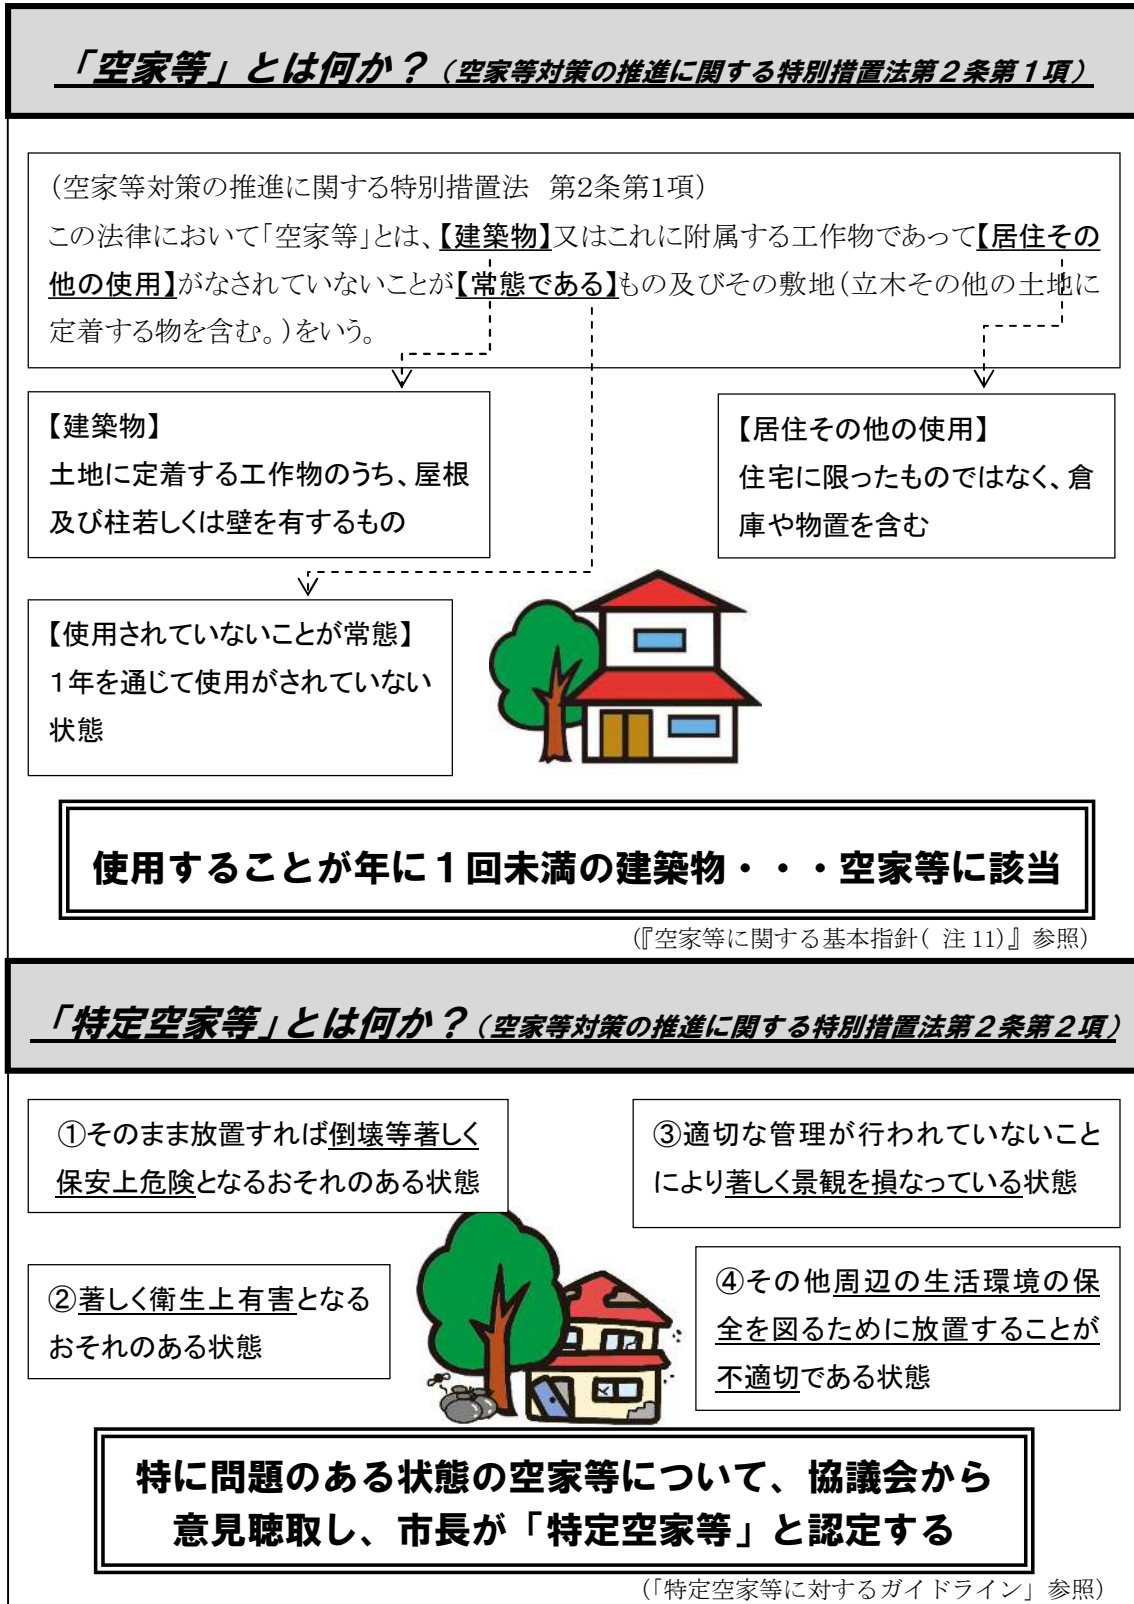 「空家等」とは何か？（空家等対策の推進に関する特別措置法第２条第１項）
（空家等対策の推進に関する特別措置法　第2条第1項）
この法律において「空家等」とは、【建築物】又はこれに附属する工作物であって【居住その
他の使用】がなされていないことが【常態である】もの及びその敷地（立木その他の土地に
定着する物を含む。）をいう。
【建築物】
土地に定着する工作物のうち、屋根
及び柱若しくは壁を有するもの
【居住その他の使用】
住宅に限ったものではなく、倉
庫や物置を含む
【使用されていないことが常態】
１年を通じて使用がされていない
状態
使用することが年に１回未満の建築物・・・空家等に該当
（『空家等に関する基本指針（ 注 11）』 参照）
「特定空家等」とは何か？（空家等対策の推進に関する特別措置法第２条第２項）
①そのまま放置すれば倒壊等著しく
保安上危険となるおそれのある状態
②著しく衛生上有害となる
おそれのある状態
③適切な管理が行われていないこと
により著しく景観を損なっている状態
④その他周辺の生活環境の保
全を図るために放置することが
不適切である状態
特に問題のある状態の空家等について、協議会から
意見聴取し、市長が「特定空家等」と認定する
（「特定空家等に対するガイドライン」 参照）